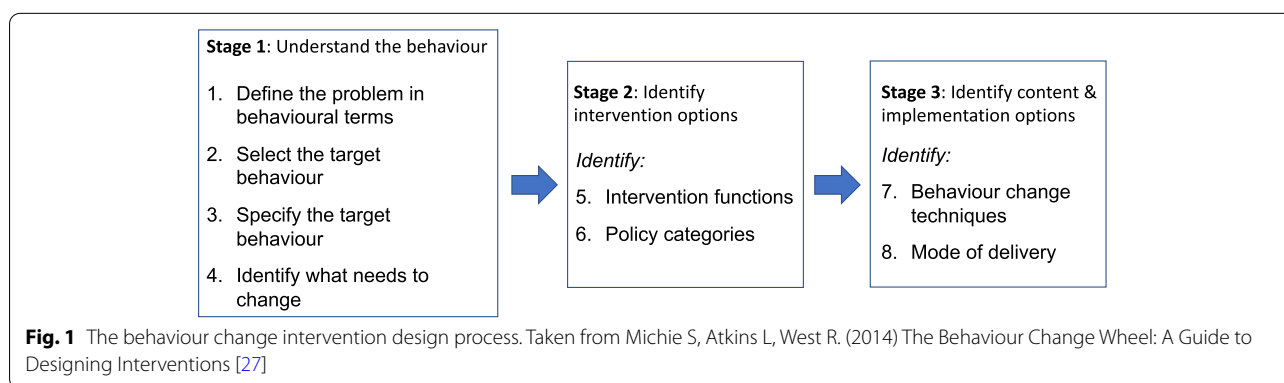 Stage 1: Understand the behaviour
1. Define the problem in
behavioural terms
2. Select the target
behaviour
3. Specify the target
behaviour
4. Identify what needs to
change
Stage 2: Identify
intervention options
Identify:
5. Intervention functions
6. Policy categories
Stage 3: Identify content &
implementation options
Identify:
7. Behaviour change
techniques
8. Mode of delivery
Fig. 1 The behaviour change intervention design process. Taken from Michie S, Atkins L, West R. (2014) The Behaviour Change Wheel: A Guide to
Designing Interventions [27]